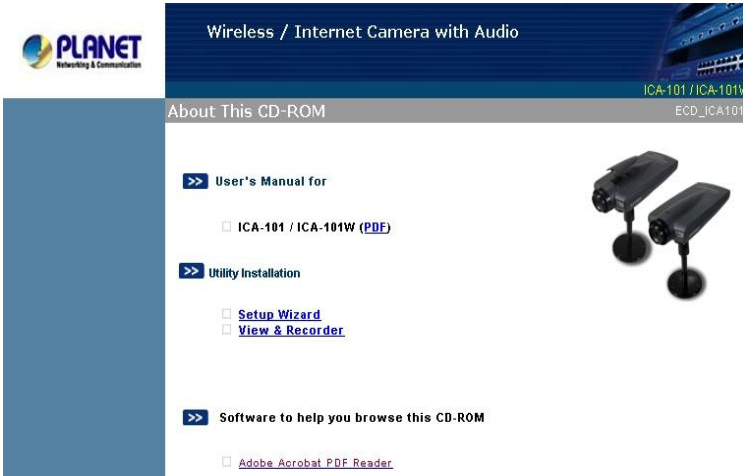 PLANET
Networking & Communication
Wireless / Internet Camera with Audio
ICA-101 / ICA-101W
About This CD-ROM
ECD_ICA101
>> User's Manual for
ICA-101 / ICA-101W (PDF)
>> Utility Installation
Setup Wizard
View & Recorder
>> Software to help you browse this CD-ROM
Adobe Acrobat PDF Reader